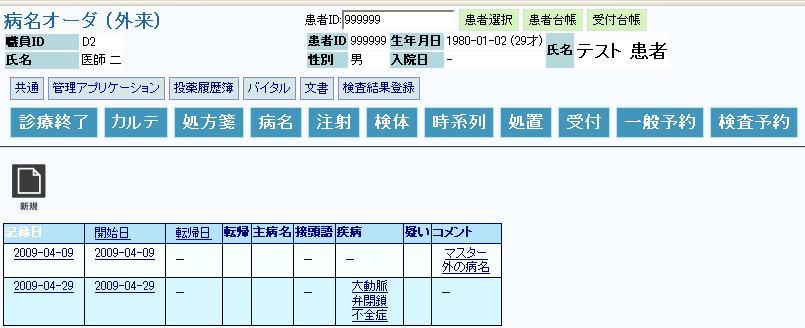 病名オーダ（外来）
患者ID: 999999 患者選択 患者台帳 受付台帳
職員ID D2 患者ID 999999 生年月日 1980-01-02 (29才) 氏名 テスト 患者
氏名 医師 二 性別 男 入院日 -
共通 管理アプリケーション 投薬履歴簿 バイタル 文書 検査結果登録
診療終了 カルテ 処方箋 病名 注射 検体 時系列 処置 受付 一般予約 検査予約
新規
記録日 開始日 転帰日 転帰 主病名 接頭語 疾病 疑い コメント
2009-04-09 2009-04-09 - - - マスター
外の病名
2009-04-29 2009-04-29 - - 大動脈 -
弁閉鎖
不全症